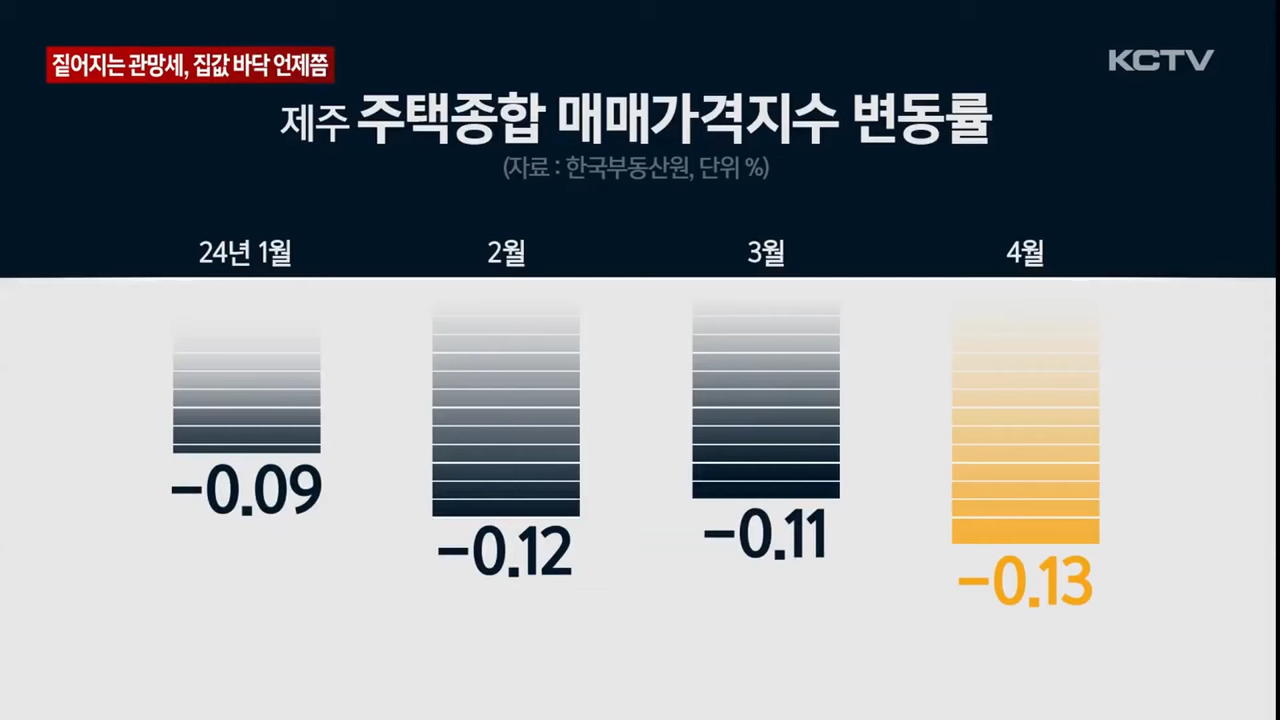 짙어지는 관망세, 집값 바닥 언제쯤
KCTV
제주 주택종합 매매가격지수 변동률
(자료 : 한국부동산원, 단위 %)
24년 1월 2월 3월 4월
-0.09
-0.12
-0.11
-0.13